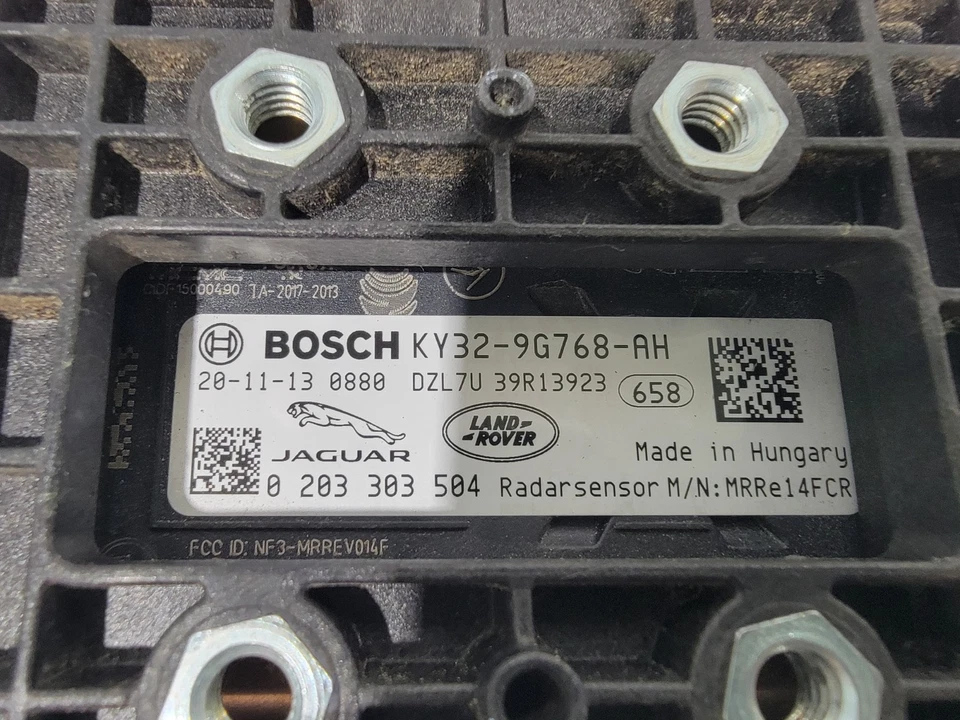 15000490 TA-2017-2013
BOSCH KY32-9G768-AH
20-11-13 0880 DZL7U 39R13923 658
JAGUAR LAND-ROVER
Made in Hungary
0 203 303 504 Radarsensor M/N:MRRe14FCR
FCC ID: NF3-MRREV014F